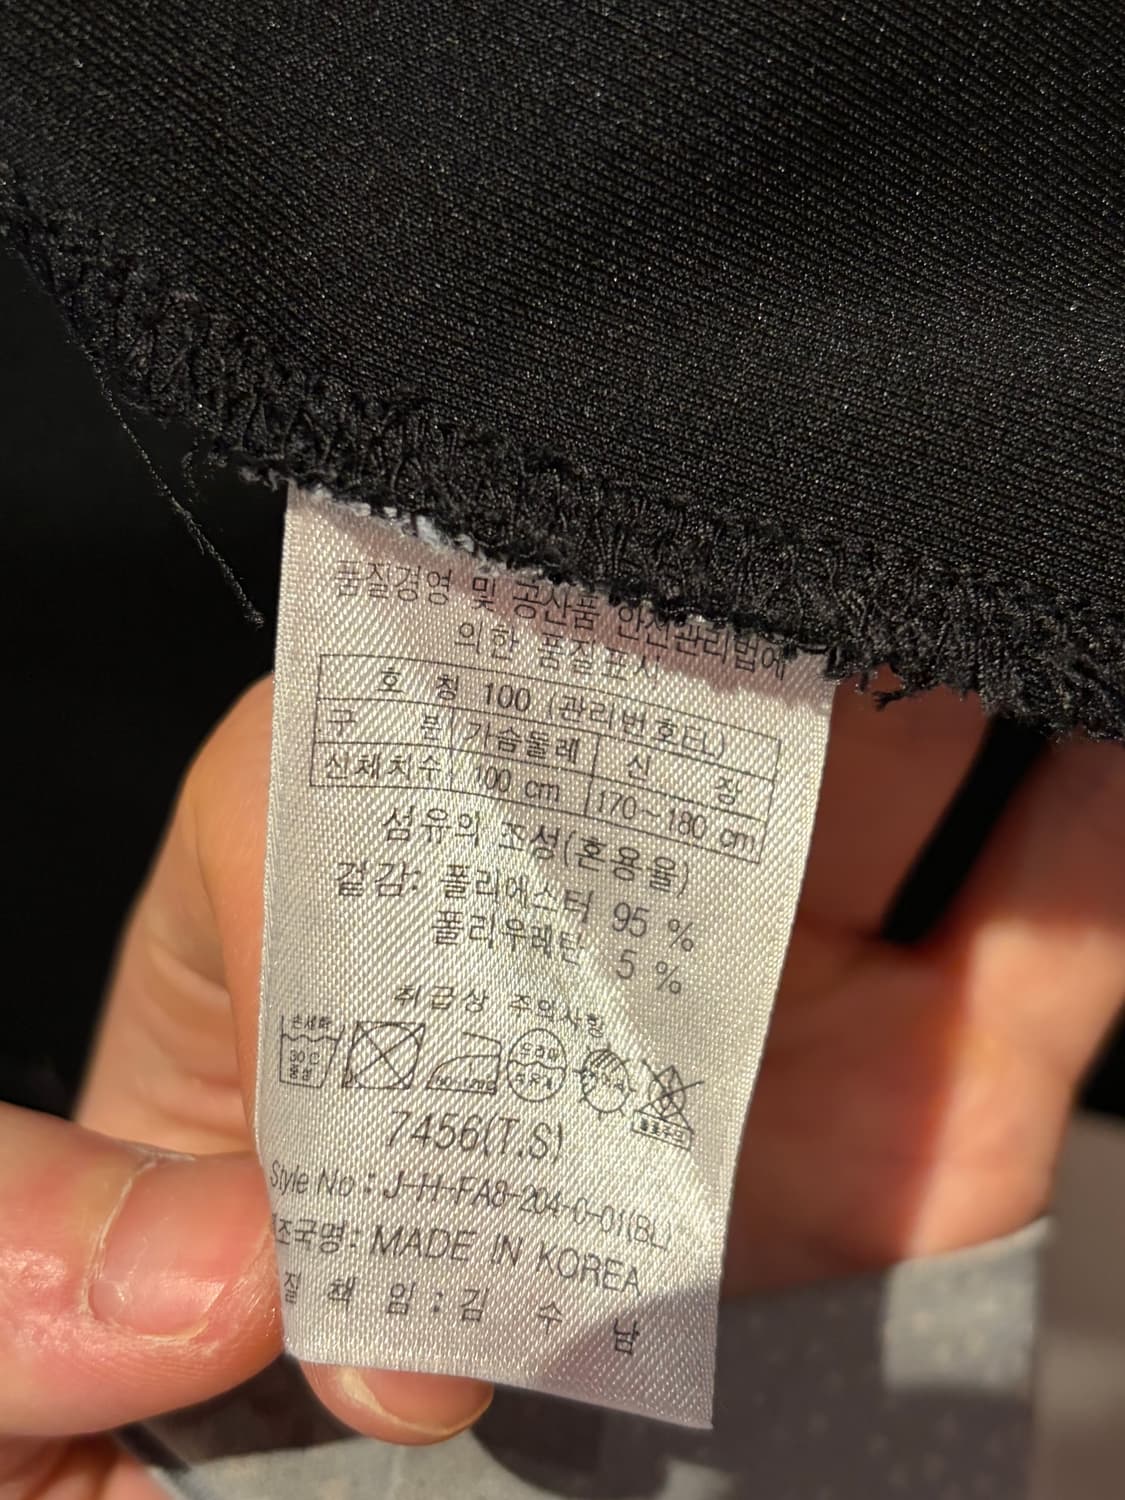 품질경영 및 공산품 안전관리법에
의한 품질표시
호 칭 100 (관리번호EL)
구 분 가슴둘레 신 장
신체치수 100 cm 170~180 cm
섬유의 조성(혼용율)
겉감: 폴리에스터 95 %
폴리우레탄 5 %
취급상 주의사항
손세탁
30℃
중성
7456(T.S)
Style No : J-H-FA8-204-0-01(BL)
조국명: MADE IN KOREA
질 책 임 : 김 수 남